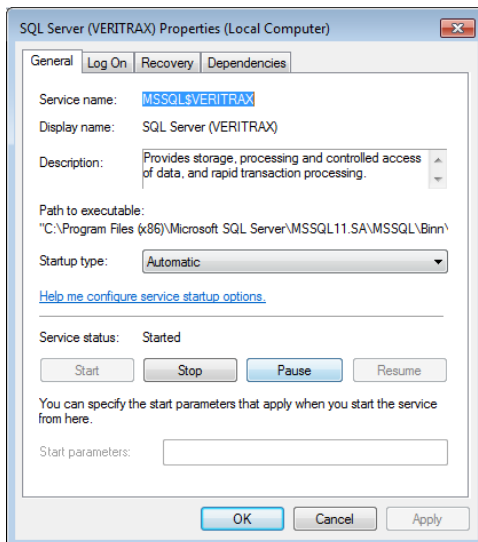 SQL Server (VERITRAX) Properties (Local Computer)
General Log On Recovery Dependencies
Service name: MSSQL$VERITRAX
Display name: SQL Server (VERITRAX)
Description: Provides storage, processing and controlled access
of data, and rapid transaction processing.
Path to executable:
"C:\Program Files (x86)\Microsoft SQL Server\MSSQL11.SA\MSSQL\Binn\
Startup type: Automatic
Help me configure service startup options.
Service status: Started
Start Stop Pause Resume
You can specify the start parameters that apply when you start the service
from here.
Start parameters:
OK Cancel Apply